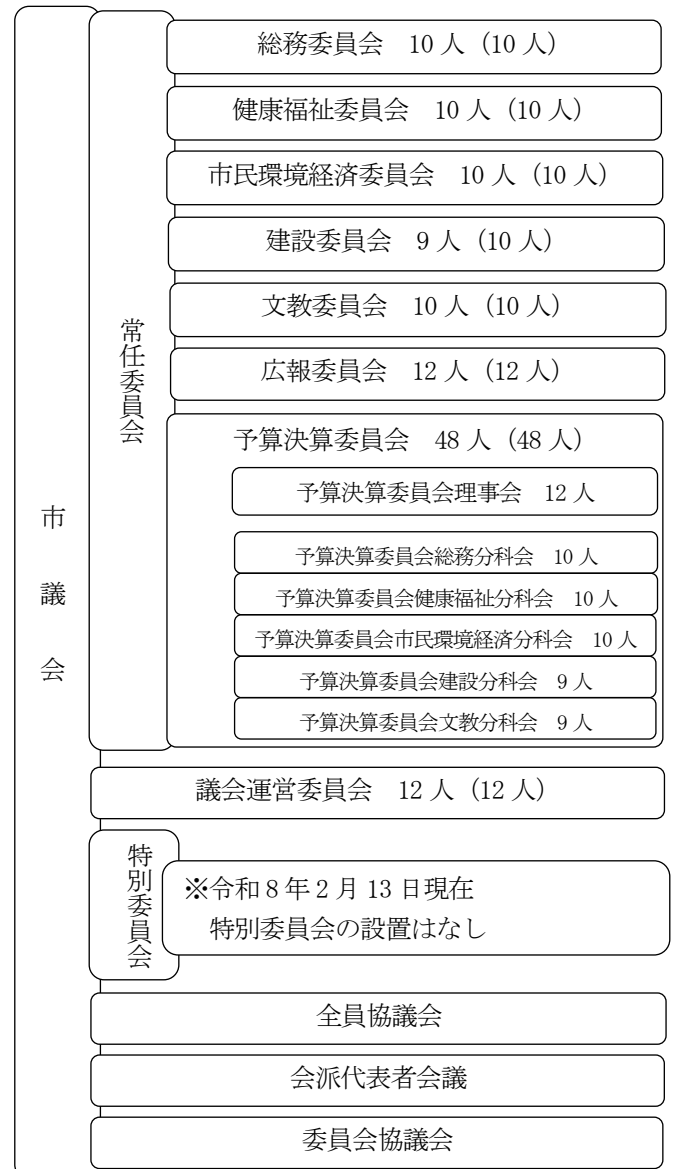 市議会
常任委員会
総務委員会 10人（10人）
健康福祉委員会 10人（10人）
市民環境経済委員会 10人（10人）
建設委員会 9人（10人）
文教委員会 10人（10人）
広報委員会 12人（12人）
予算決算委員会 48人（48人）
予算決算委員会理事会 12人
予算決算委員会総務分科会 10人
予算決算委員会健康福祉分科会 10人
予算決算委員会市民環境経済分科会 10人
予算決算委員会建設分科会 9人
予算決算委員会文教分科会 9人
議会運営委員会 12人（12人）
特別委員会
※令和8年2月13日現在
特別委員会の設置はなし
全員協議会
会派代表者会議
委員会協議会